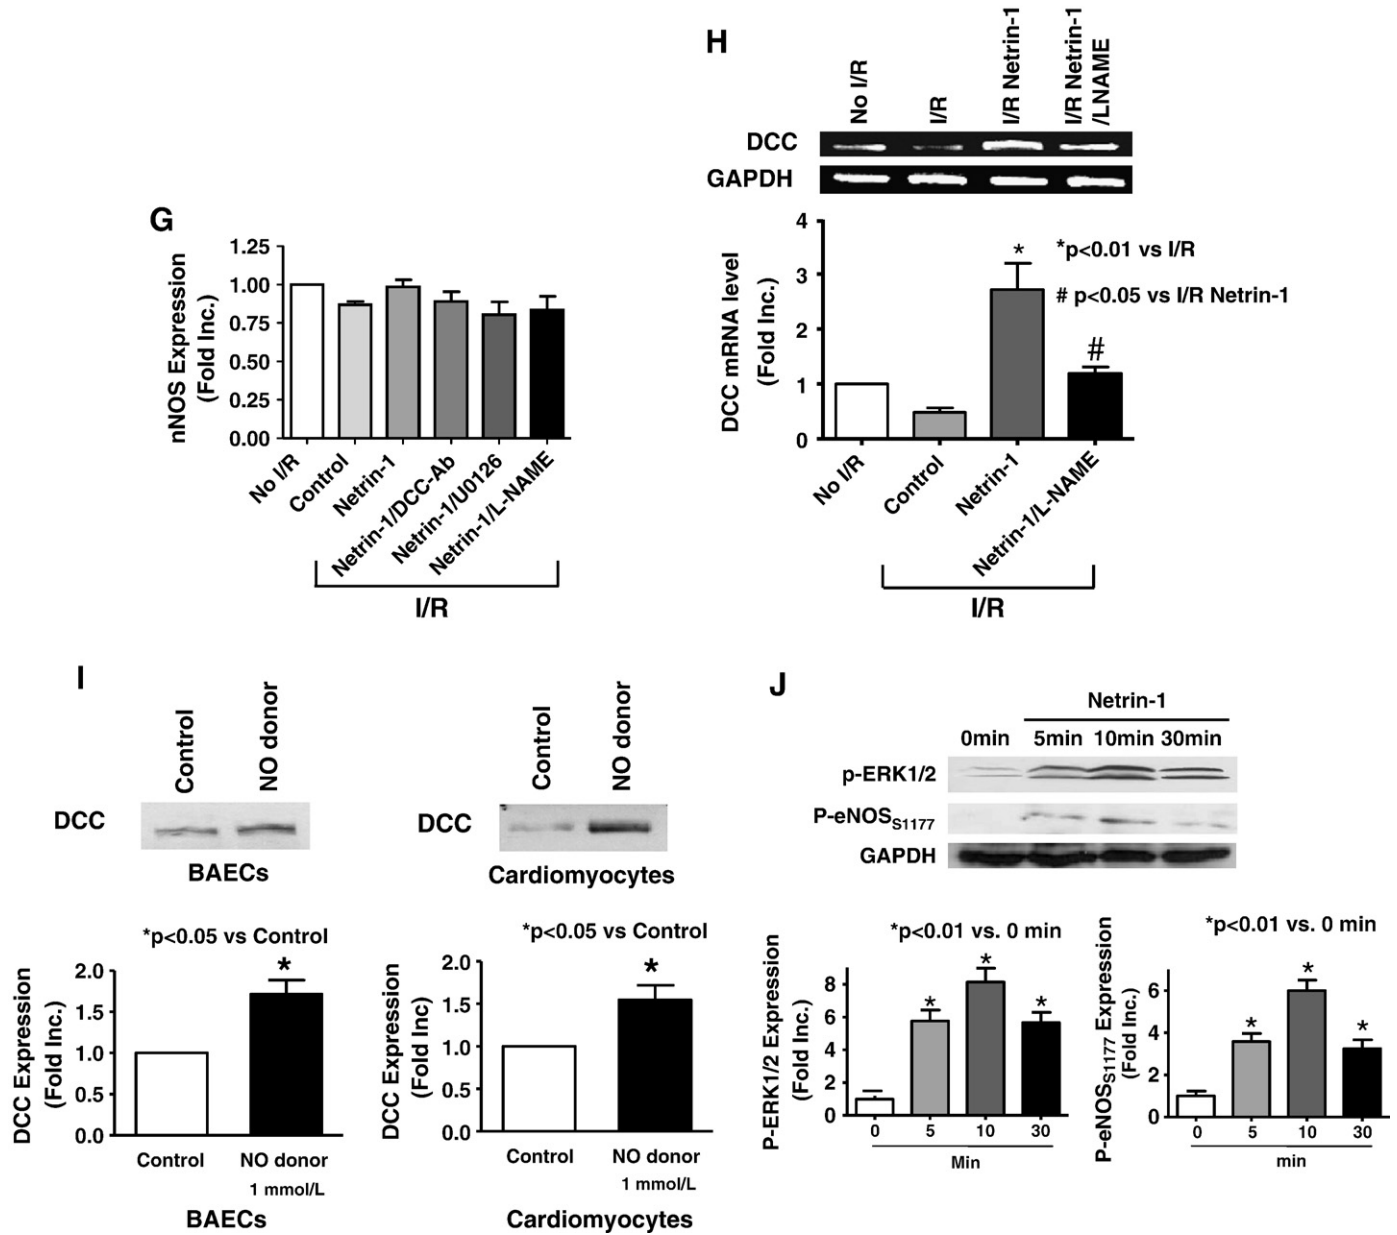 H
No I/R
I/R
I/R Netrin-1
I/R Netrin-1
/LNAME
DCC
GAPDH
4
3
2
1
0
DCC mRNA level
(Fold Inc.)
*
*p<0.01 vs I/R
# p<0.05 vs I/R Netrin-1
#
No I/R
Control
Netrin-1
Netrin-1/L-NAME
I/R
G
nNOS Expression
(Fold Inc.)
1.25
1.00
0.75
0.50
0.25
0.00
No I/R
Control
Netrin-1
Netrin-1/DCC-Ab
Netrin-1/U0126
Netrin-1/L-NAME
I/R
I
Control
NO donor
DCC
BAECs
*p<0.05 vs Control
*
DCC Expression
(Fold Inc.)
2.0
1.5
1.0
0.5
0.0
Control
NO donor
1 mmol/L
BAECs
Control
NO donor
DCC
Cardiomyocytes
*p<0.05 vs Control
*
DCC Expression
(Fold Inc)
2.0
1.5
1.0
0.5
0.0
Control
NO donor
1 mmol/L
Cardiomyocytes
J
Netrin-1
0min 5min 10min 30min
p-ERK1/2
P-eNOSS1177
GAPDH
*p<0.01 vs. 0 min
P-ERK1/2 Expression
(Fold Inc.)
8
6
4
2
0
* * *
0 5 10 30
Min
*p<0.01 vs. 0 min
P-eNOSS1177 Expression
(Fold Inc.)
6
4
2
0
* * *
0 5 10 30
min